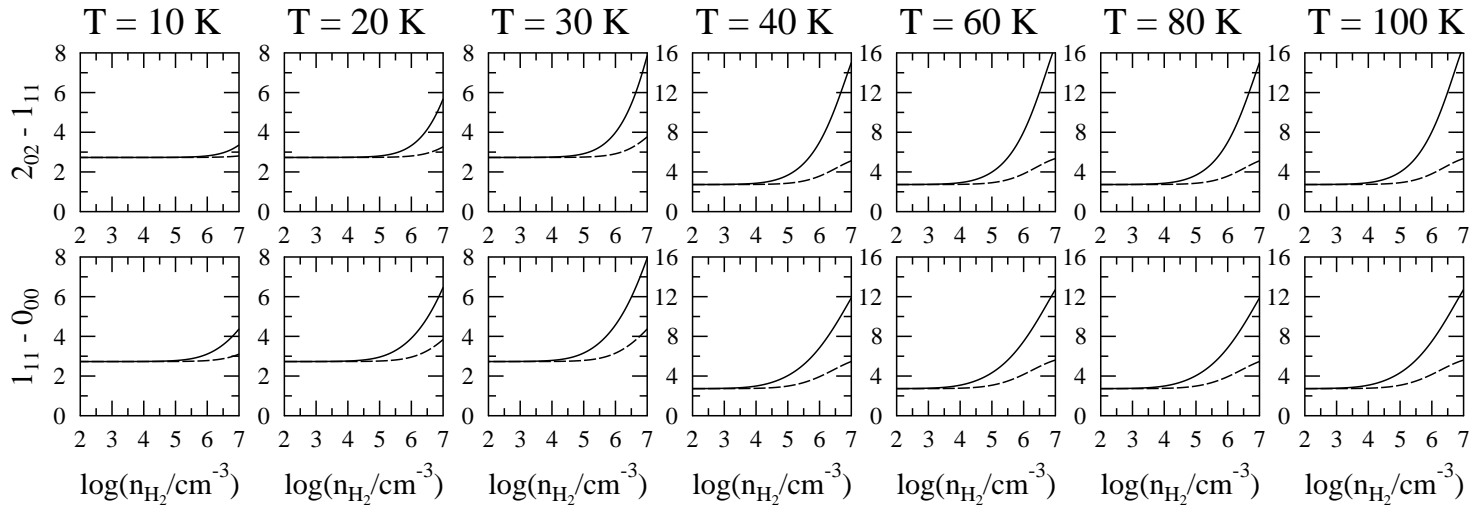 T = 10 K T = 20 K T = 30 K T = 40 K T = 60 K T = 80 K T = 100 K
2₀₂ - 1₁₁
8 8 8 16 16 16 16
6 6 6 12 12 12 12
4 4 4 8 8 8 8
2 2 2 4 4 4 4
0 0 0 0 0 0 0
2 3 4 5 6 7 2 3 4 5 6 7 2 3 4 5 6 7 2 3 4 5 6 7 2 3 4 5 6 7 2 3 4 5 6 7 2 3 4 5 6 7
1₁₁ - 0₀₀
8 8 8 16 16 16 16
6 6 6 12 12 12 12
4 4 4 8 8 8 8
2 2 2 4 4 4 4
0 0 0 0 0 0 0
2 3 4 5 6 7 2 3 4 5 6 7 2 3 4 5 6 7 2 3 4 5 6 7 2 3 4 5 6 7 2 3 4 5 6 7 2 3 4 5 6 7
log(n_H₂/cm⁻³) log(n_H₂/cm⁻³) log(n_H₂/cm⁻³) log(n_H₂/cm⁻³) log(n_H₂/cm⁻³) log(n_H₂/cm⁻³) log(n_H₂/cm⁻³)